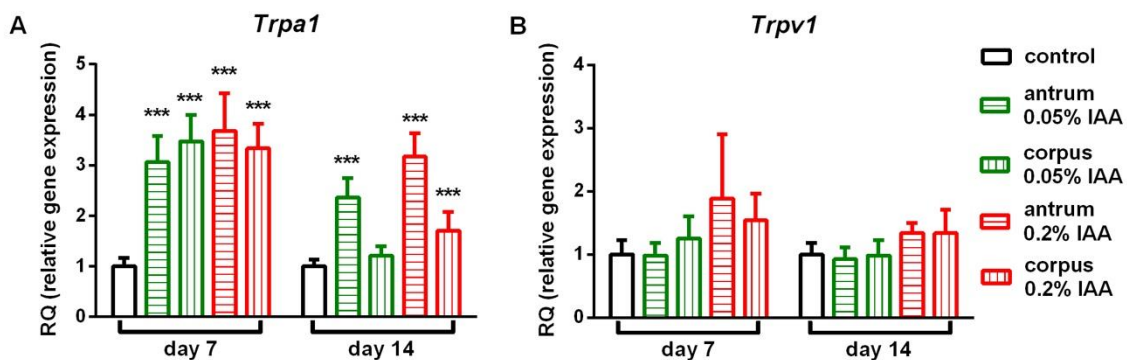 A
Trpa1
RQ (relative gene expression)
5
4
3
2
1
0
***
***
***
***
***
***
***
day 7
day 14
B
Trpv1
RQ (relative gene expression)
4
3
2
1
0
day 7
day 14
control
antrum
0.05% IAA
corpus
0.05% IAA
antrum
0.2% IAA
corpus
0.2% IAA